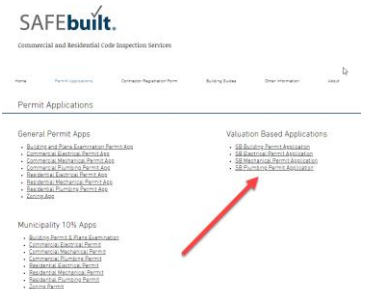 SAFEbuilt.
Commercial and Residential Code Inspection Services
Home Permit Applications Contractor Registration Form Building Guides Other Information About
Permit Applications
General Permit Apps
Building and Plans Examination Permit App
Commercial Electrical Permit App
Commercial Mechanical Permit App
Commercial Plumbing Permit App
Residential Electrical Permit App
Residential Mechanical Permit App
Residential Plumbing Permit App
Zoning App
Valuation Based Applications
SB Building Permit Application
SB Electrical Permit Application
SB Mechanical Permit Application
SB Plumbing Permit Application
Municipality 10% Apps
Building Permit & Plans Examination
Commercial Electrical Permit
Commercial Mechanical Permit
Commercial Plumbing Permit
Residential Electrical Permit
Residential Mechanical Permit
Residential Plumbing Permit
Zoning Permit